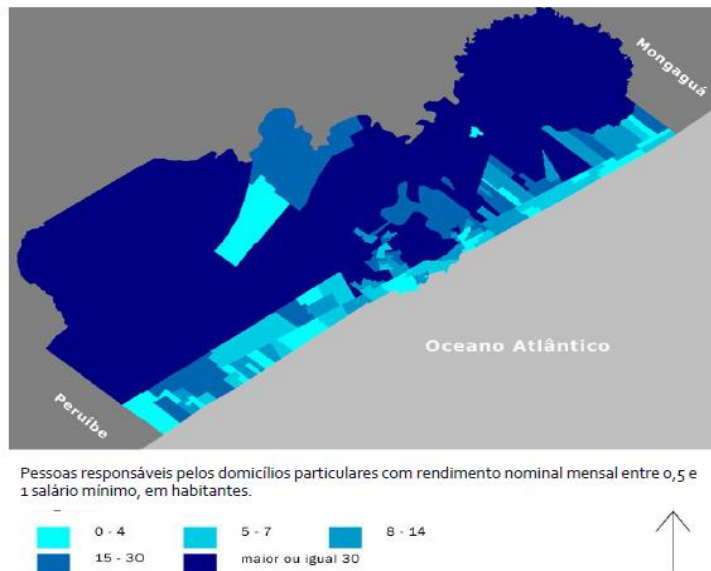 Mongaguá
Oceano Atlântico
Peruíbe
Pessoas responsáveis pelos domicílios particulares com rendimento nominal mensal entre 0,5 e
1 salário mínimo, em habitantes.
0 - 4
5 - 7
8 - 14
15 - 30
maior ou igual 30